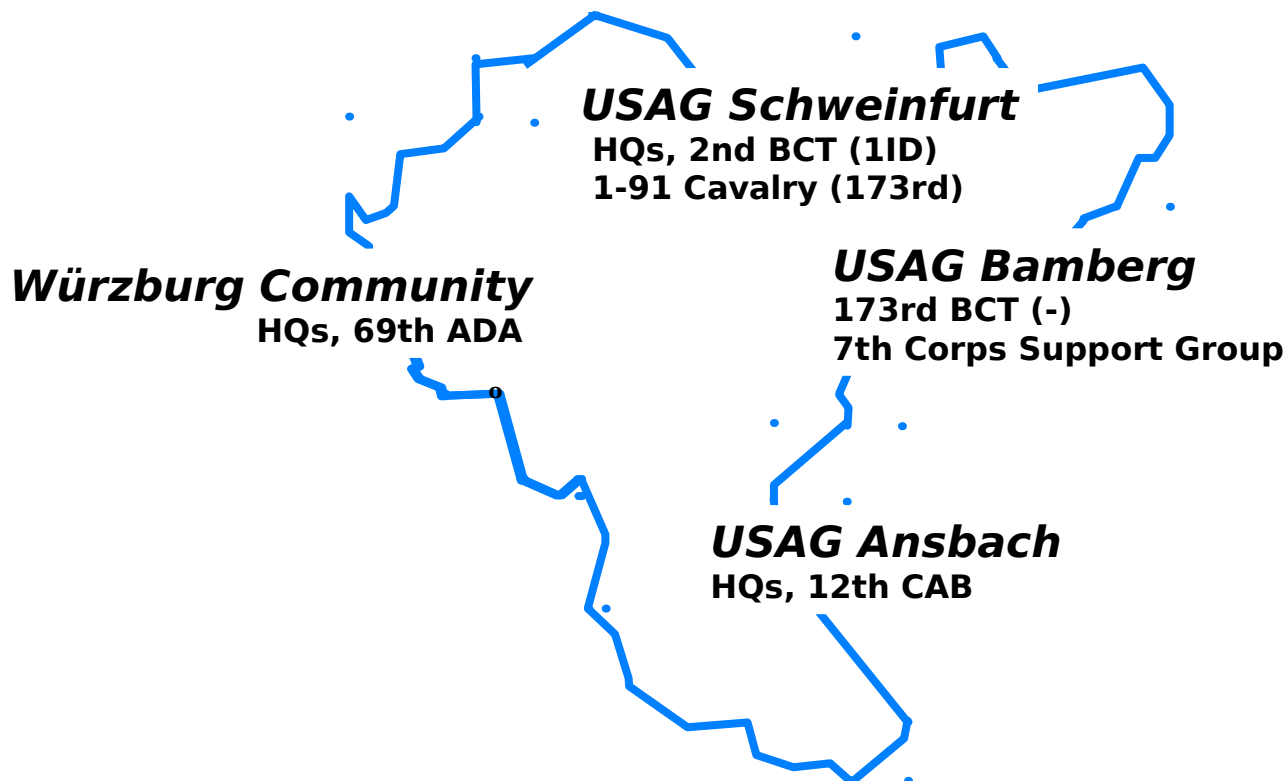 USAG Schweinfurt
HQs, 2nd BCT (1ID)
1-91 Cavalry (173rd)
USAG Bamberg
173rd BCT (-)
7th Corps Support Group
Würzburg Community
HQs, 69th ADA
o
USAG Ansbach
HQs, 12th CAB